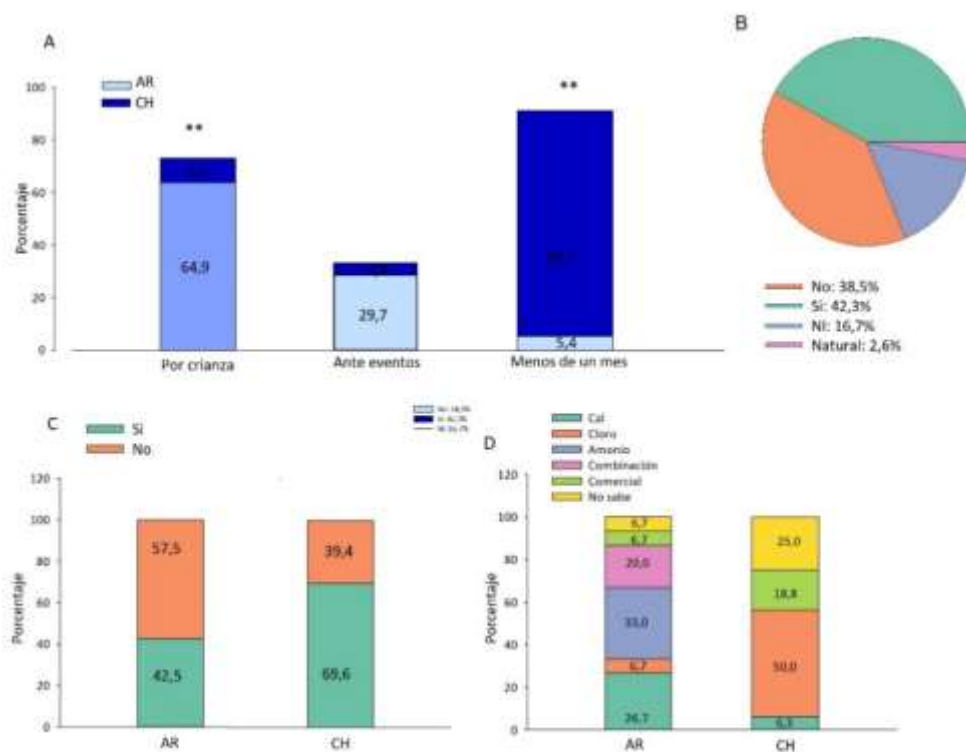 A
AR
CH
**
**
100
80
60
40
20
0
Porcentaje
64,9
29,7
5,4
Por crianza
Ante eventos
Menos de un mes
B
No: 38,5%
Si: 42,3%
NI: 16,7%
Natural: 2,6%
C
Si
No
120
100
80
60
40
20
0
Porcentaje
57,5
39,4
42,5
69,6
AR
CH
D
Cal
Cloro
Amonio
Combinación
Comercial
No sabe
120
100
80
60
40
20
0
Porcentaje
6,7
25,0
6,7
20,0
18,8
33,0
50,0
6,7
26,7
6,3
AR
CH